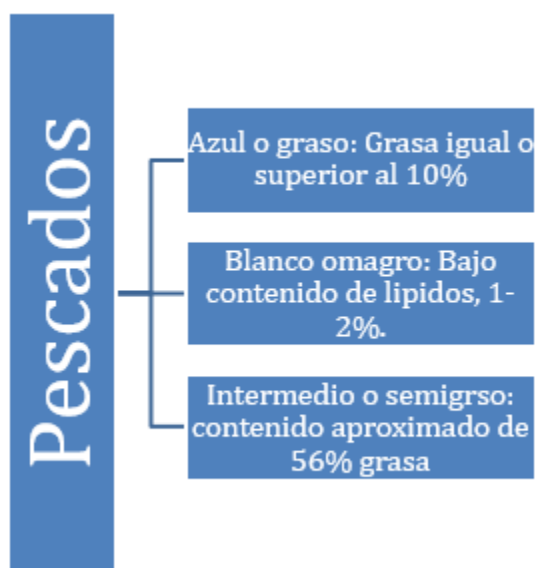 Pescados
Azul o graso: Grasa igual o
superior al 10%
Blanco omagro: Bajo
contenido de lipidos, 1-
2%.
Intermedio o semigrso:
contenido aproximado de
56% grasa